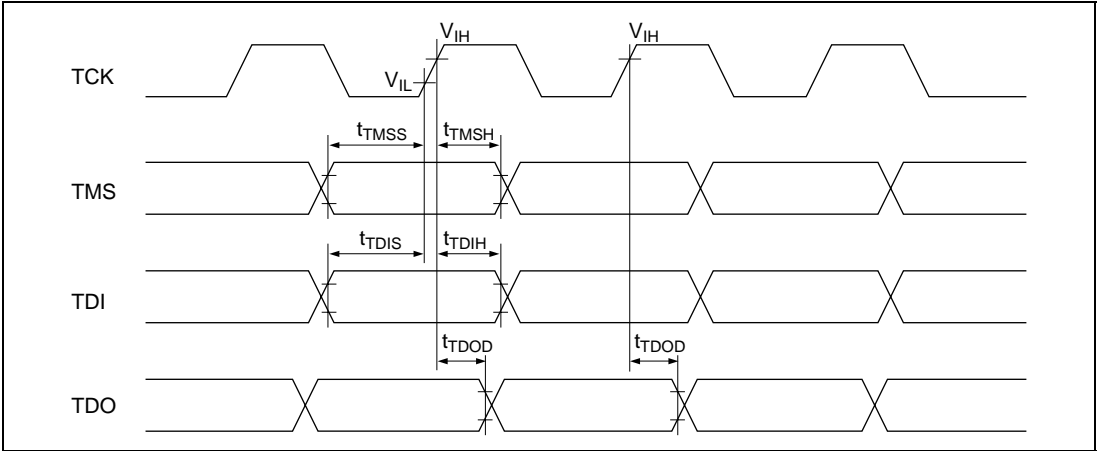 V_IH V_IH
TCK
V_IL
t_TMSS t_TMSH
TMS
t_TDIS t_TDIH
TDI
t_TDOD t_TDOD
TDO